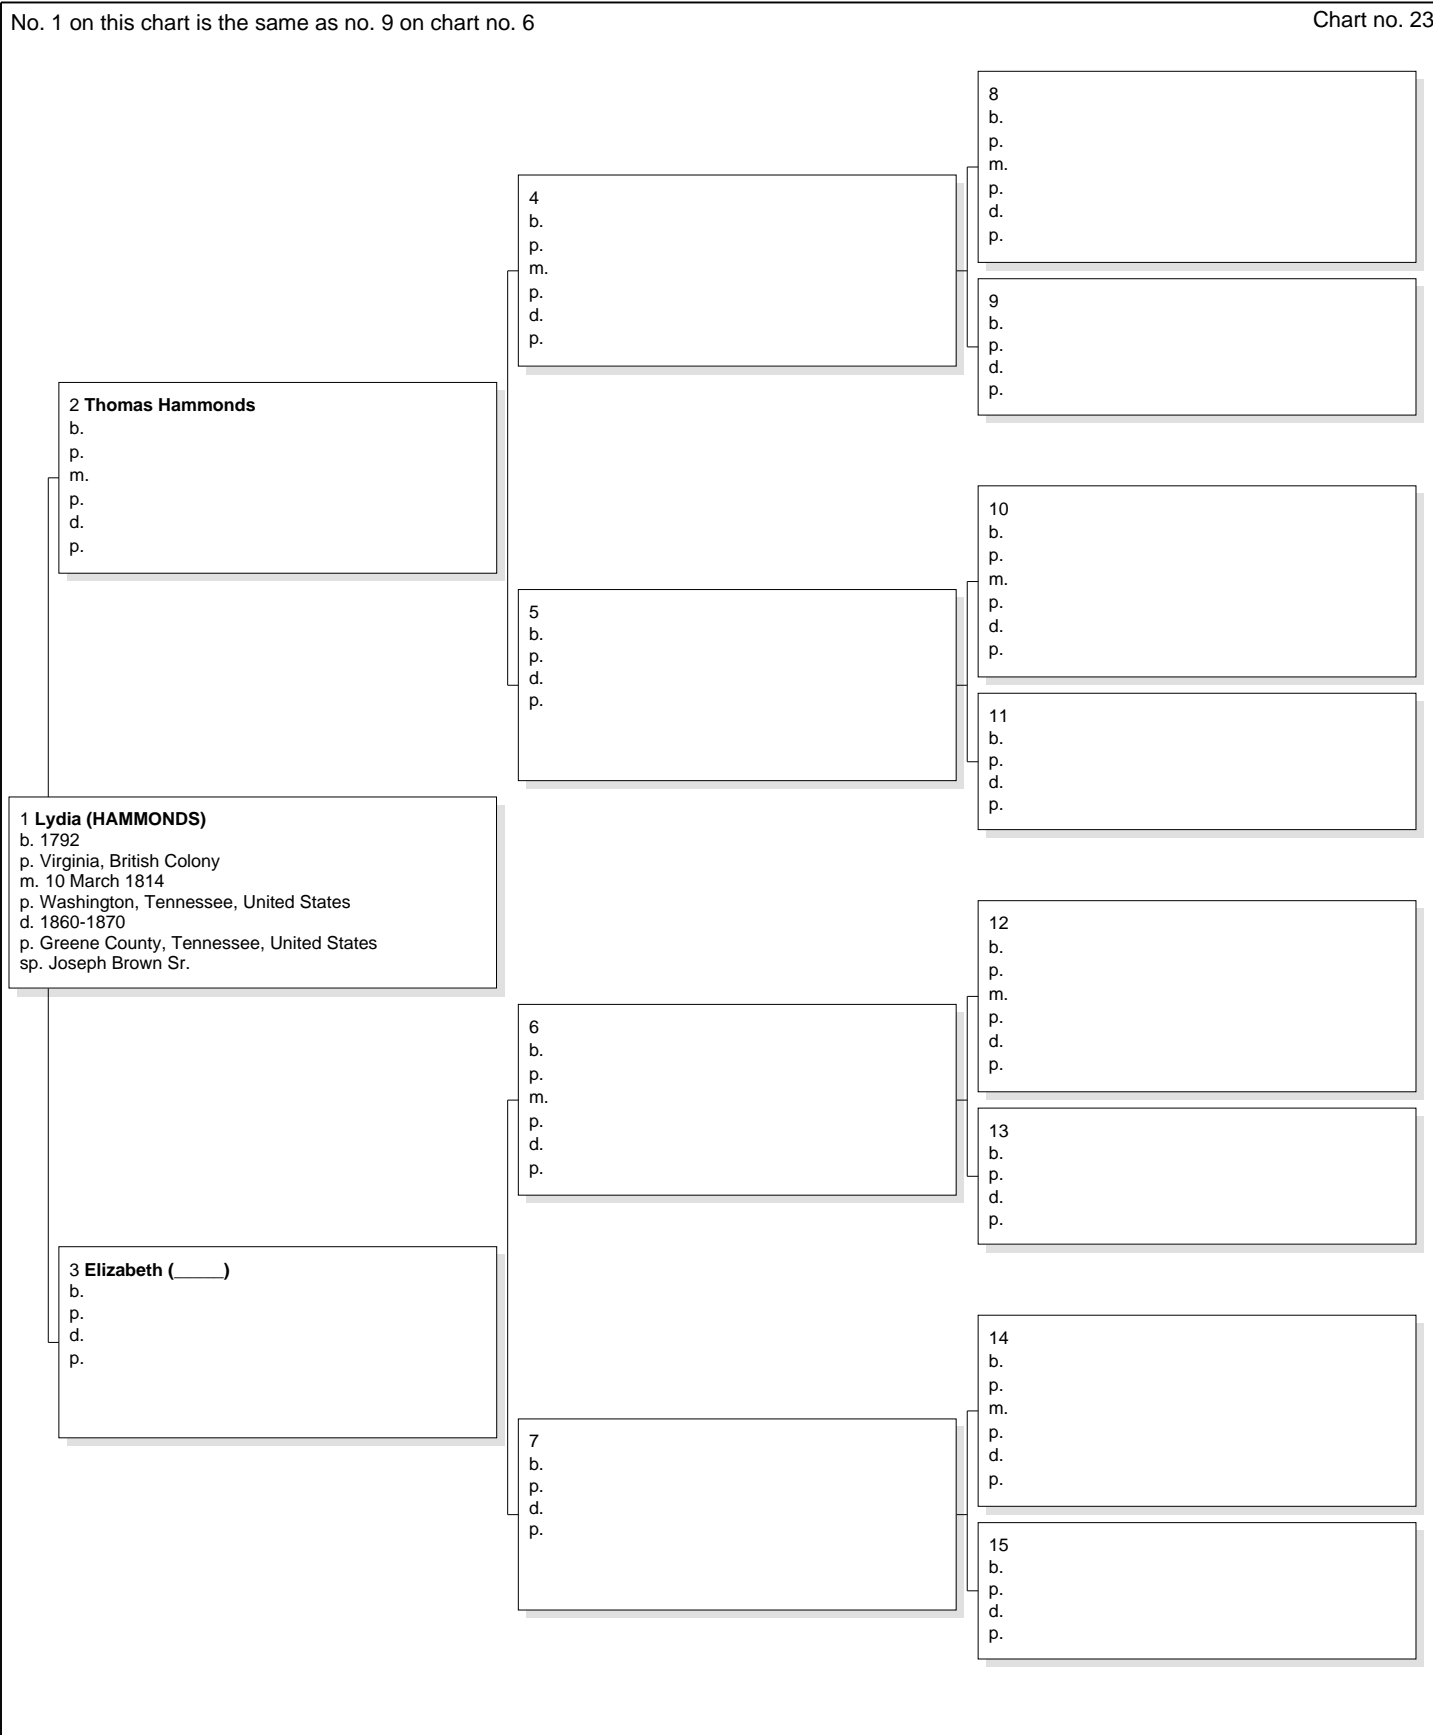 No. 1 on this chart is the same as no. 9 on chart no. 6
Chart no. 23
8
b.
p.
m.
p.
d.
p.
4
b.
p.
m.
p.
d.
p.
9
b.
p.
d.
p.
2 Thomas Hammonds
b.
p.
m.
p.
d.
p.
10
b.
p.
m.
p.
d.
p.
5
b.
p.
d.
p.
11
b.
p.
d.
p.
1 Lydia (HAMMONDS)
b. 1792
p. Virginia, British Colony
m. 10 March 1814
p. Washington, Tennessee, United States
d. 1860-1870
p. Greene County, Tennessee, United States
sp. Joseph Brown Sr.
12
b.
p.
m.
p.
d.
p.
6
b.
p.
m.
p.
d.
p.
13
b.
p.
d.
p.
3 Elizabeth (_____)
b.
p.
d.
p.
14
b.
p.
m.
p.
d.
p.
7
b.
p.
d.
p.
15
b.
p.
d.
p.